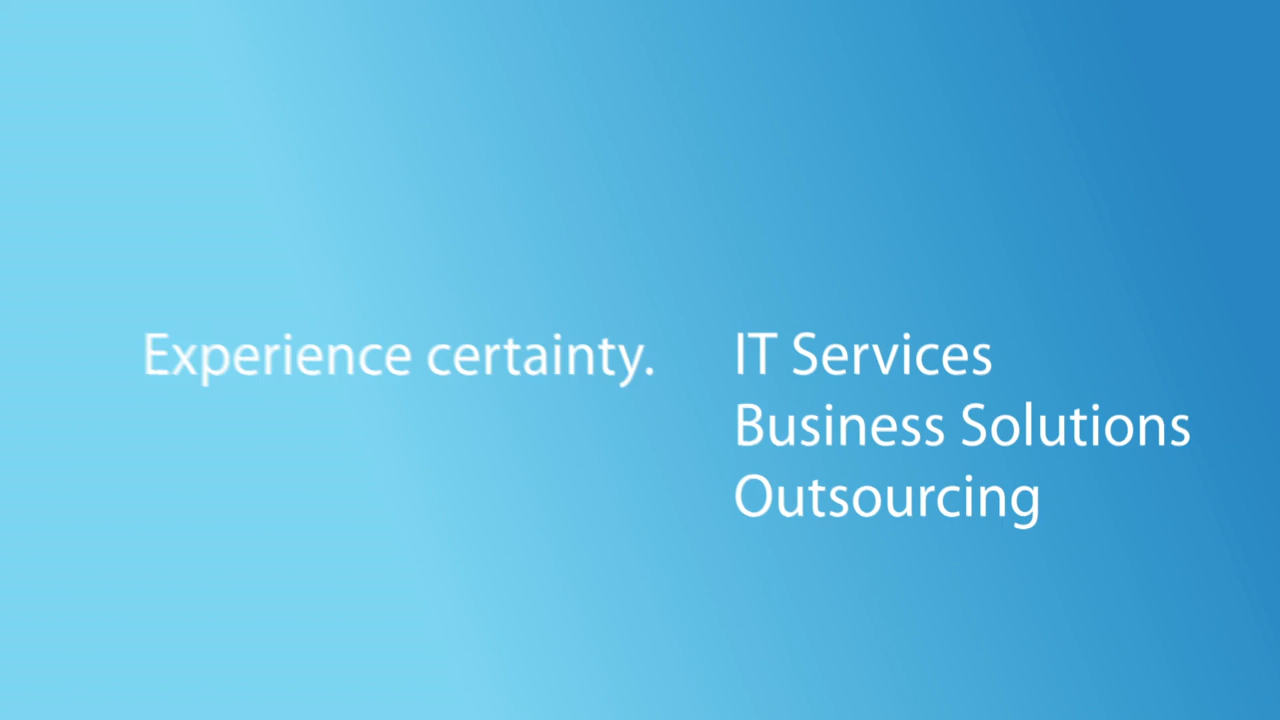 Experience certainty.
IT Services
Business Solutions
Outsourcing